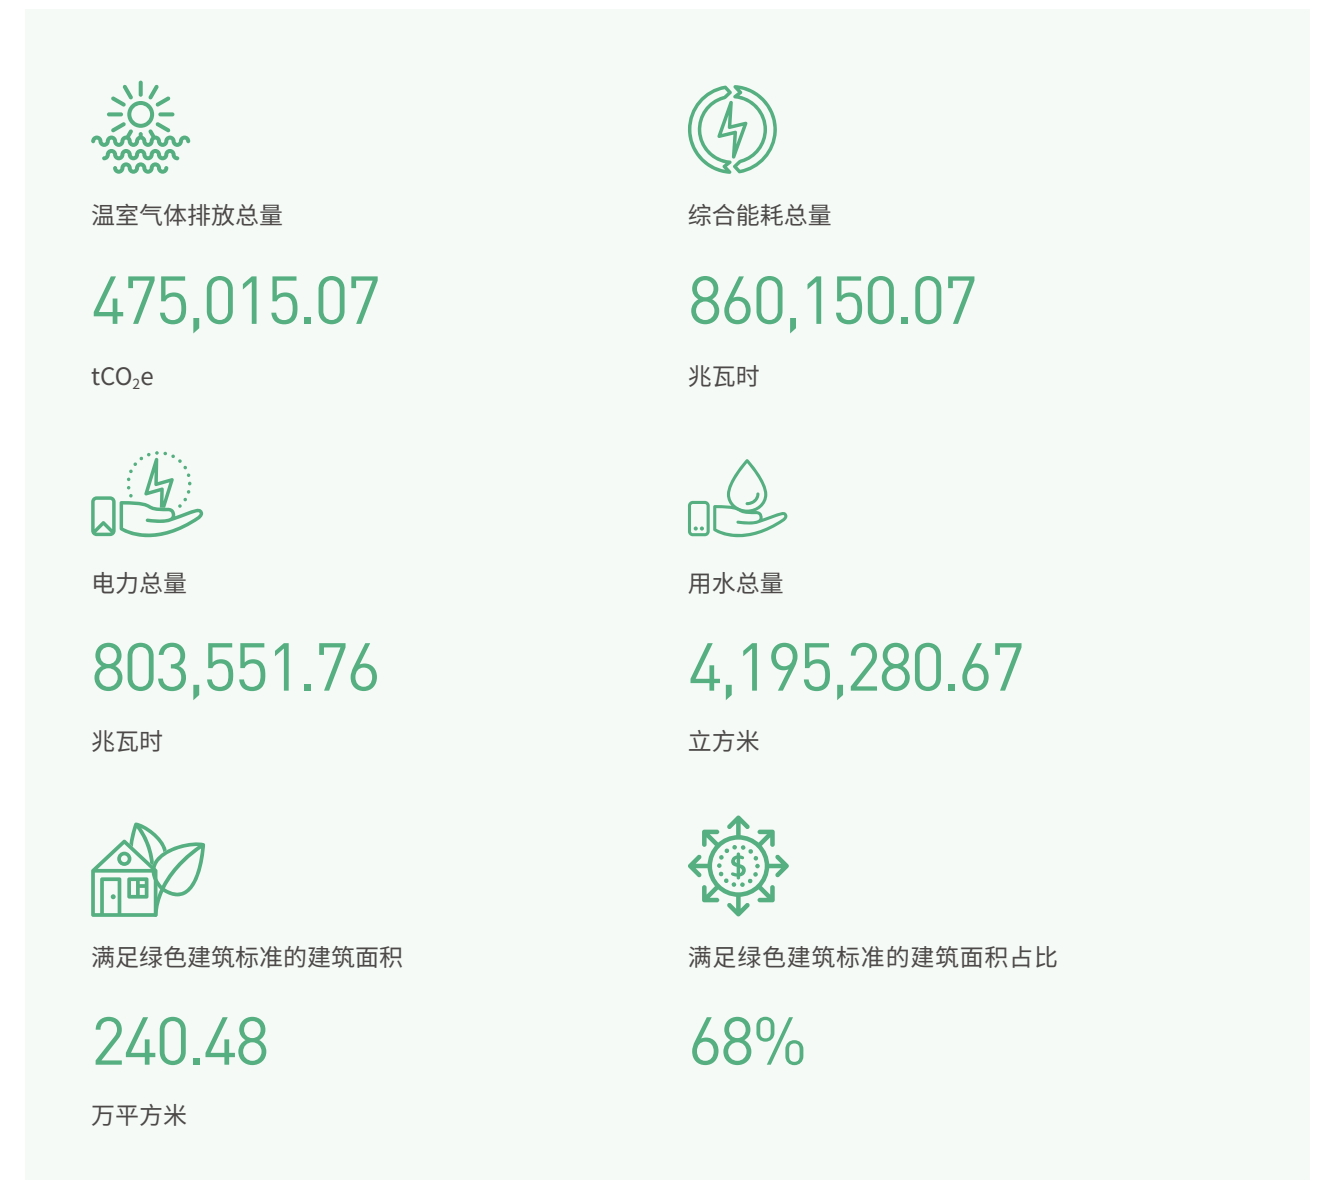 温室气体排放总量
475,015.07
tCO₂e
综合能耗总量
860,150.07
兆瓦时
电力总量
803,551.76
兆瓦时
用水总量
4,195,280.67
立方米
满足绿色建筑标准的建筑面积
240.48
万平方米
满足绿色建筑标准的建筑面积占比
68%
$